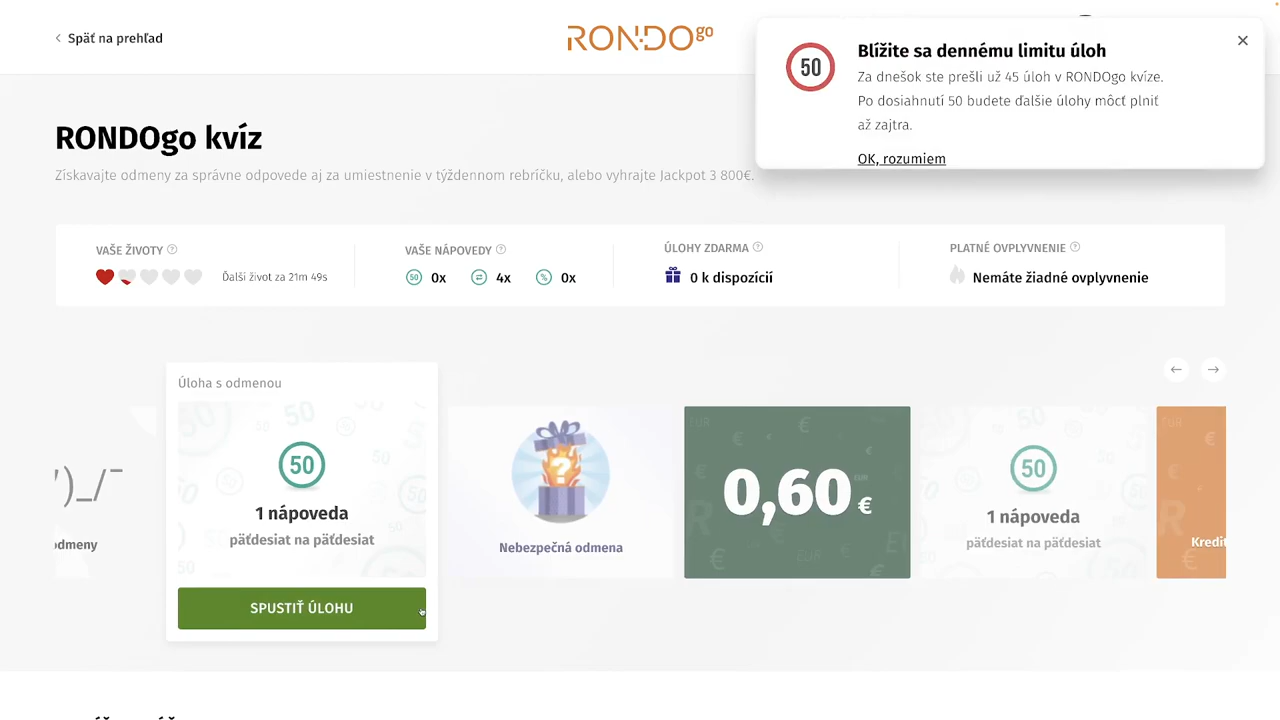 Späť na prehľad
RONDOgo
50
Blížite sa dennému limitu úloh
Za dnešok ste prešli už 45 úloh v RONDOgo kvíze.
Po dosiahnutí 50 budete ďalšie úlohy môcť plniť
až zajtra.
OK, rozumiem
RONDOgo kvíz
Získavajte odmeny za správne odpovede aj za umiestnenie v týždennom rebríčku, alebo vyhrajte Jackpot 3 800€.
VAŠE ŽIVOTY
Ďalší život za 21m 49s
VAŠE NÁPOVEDY
50 0x 4x % 0x
ÚLOHY ZDARMA
0 k dispozícií
PLATNÉ OVPLYVNENIE
Nemáte žiadné ovplyvnenie
Úloha s odmenou
50
1 nápoveda
päťdesiat na päťdesiat
SPUSTIŤ ÚLOHU
?
Nebezpečná odmena
0,60 €
50
1 nápoveda
päťdesiat na päťdesiat